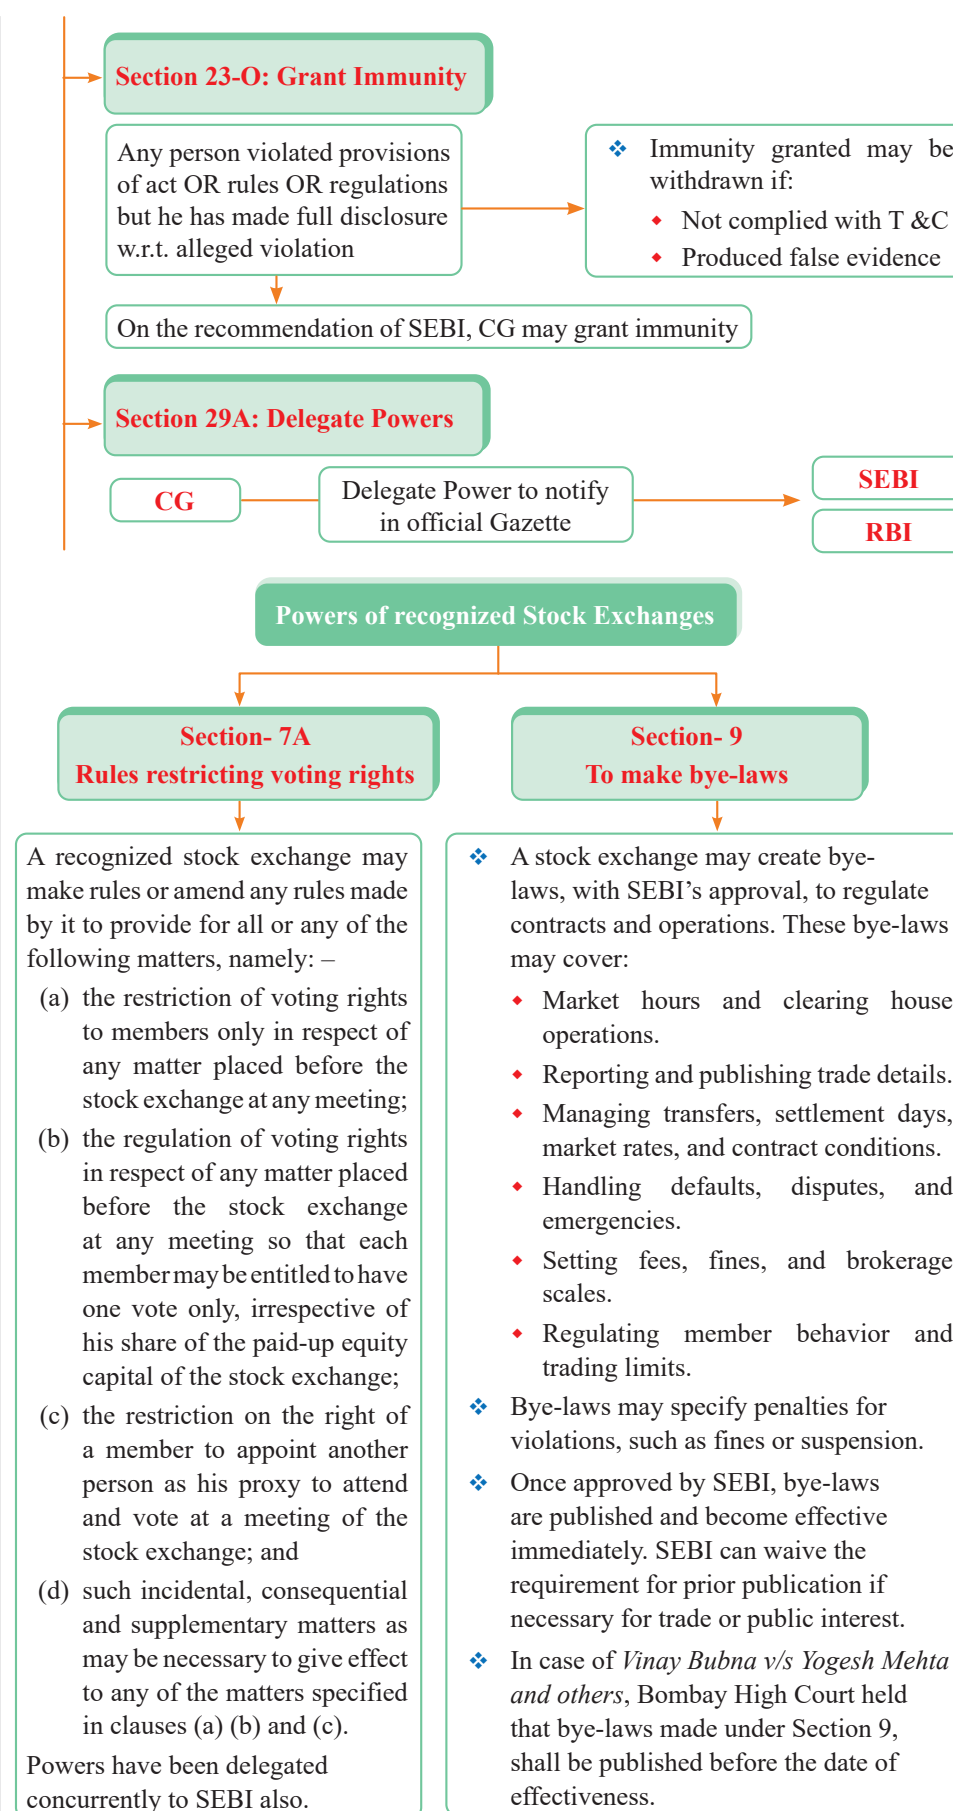 Section 23-O: Grant Immunity
Any person violated provisions
of act OR rules OR regulations
but he has made full disclosure
w.r.t. alleged violation
❖ Immunity granted may be
withdrawn if:
◆ Not complied with T &C
◆ Produced false evidence
On the recommendation of SEBI, CG may grant immunity
Section 29A: Delegate Powers
CG
Delegate Power to notify
in official Gazette
SEBI
RBI
Powers of recognized Stock Exchanges
Section- 7A
Rules restricting voting rights
A recognized stock exchange may
make rules or amend any rules made
by it to provide for all or any of the
following matters, namely: –
(a) the restriction of voting rights
to members only in respect of
any matter placed before the
stock exchange at any meeting;
(b) the regulation of voting rights
in respect of any matter placed
before the stock exchange
at any meeting so that each
member may be entitled to have
one vote only, irrespective of
his share of the paid-up equity
capital of the stock exchange;
(c) the restriction on the right of
a member to appoint another
person as his proxy to attend
and vote at a meeting of the
stock exchange; and
(d) such incidental, consequential
and supplementary matters as
may be necessary to give effect
to any of the matters specified
in clauses (a) (b) and (c).
Powers have been delegated
concurrently to SEBI also.
Section- 9
To make bye-laws
❖ A stock exchange may create bye-
laws, with SEBI’s approval, to regulate
contracts and operations. These bye-laws
may cover:
◆ Market hours and clearing house
operations.
◆ Reporting and publishing trade details.
◆ Managing transfers, settlement days,
market rates, and contract conditions.
◆ Handling defaults, disputes, and
emergencies.
◆ Setting fees, fines, and brokerage
scales.
◆ Regulating member behavior and
trading limits.
❖ Bye-laws may specify penalties for
violations, such as fines or suspension.
❖ Once approved by SEBI, bye-laws
are published and become effective
immediately. SEBI can waive the
requirement for prior publication if
necessary for trade or public interest.
❖ In case of Vinay Bubna v/s Yogesh Mehta
and others, Bombay High Court held
that bye-laws made under Section 9,
shall be published before the date of
effectiveness.